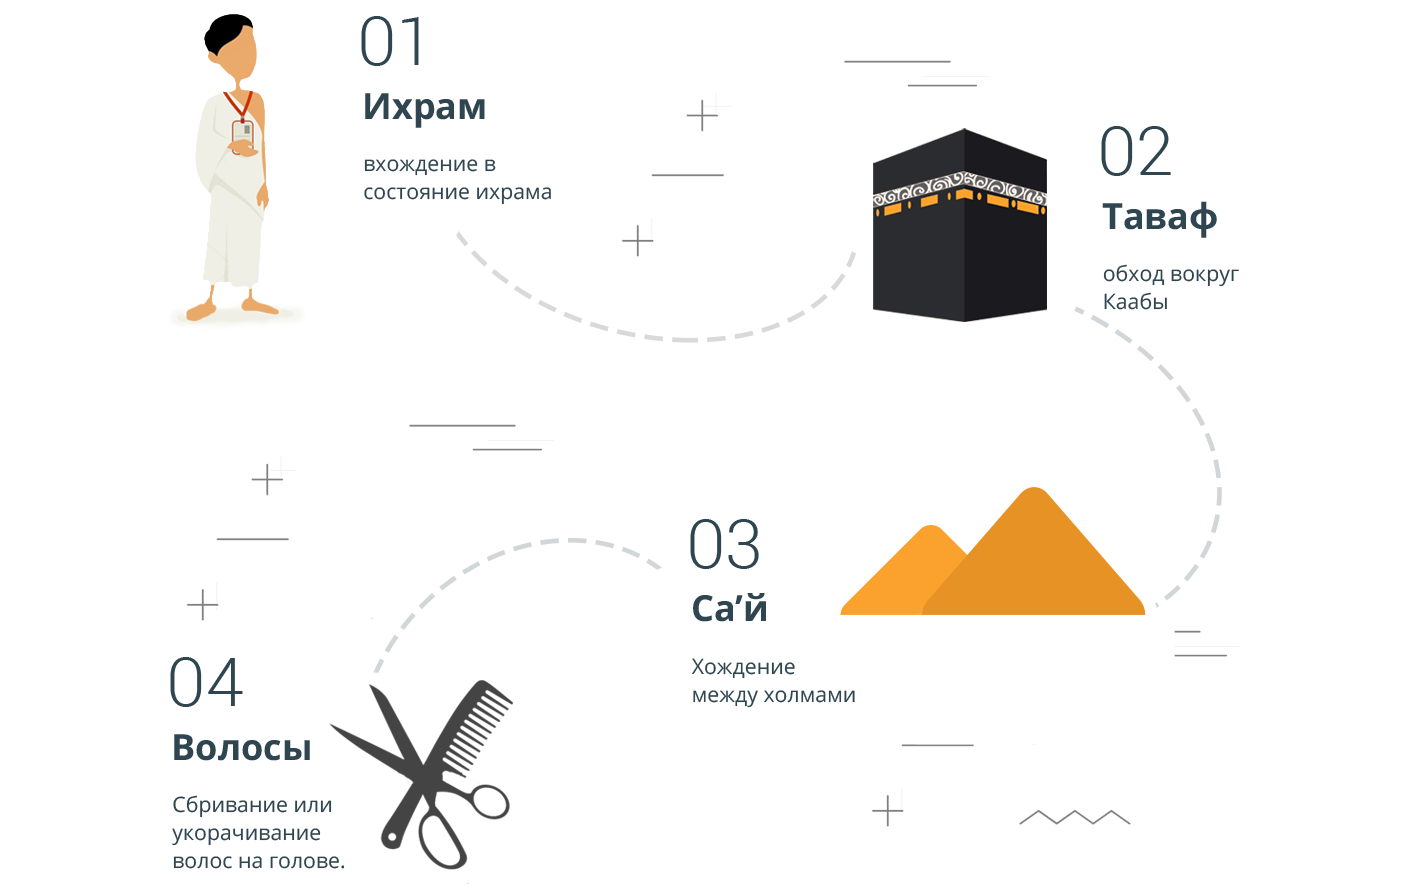 01
Ихрам
вхождение в
состояние ихрама
02
Таваф
обход вокруг
Каабы
03
Са’й
Хождение
между холмами
04
Волосы
Сбривание или
укорачивание
волос на голове.